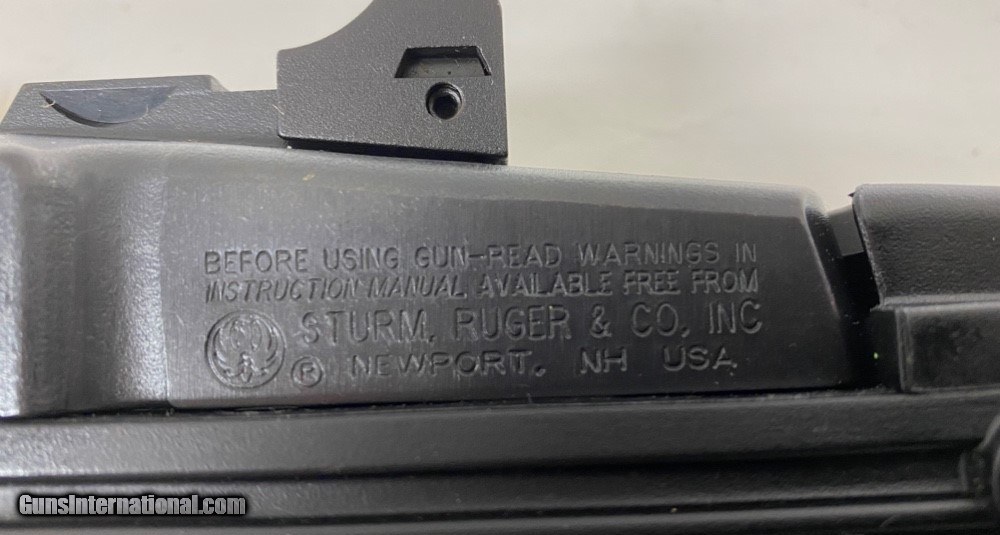 BEFORE USING GUN-READ WARNINGS IN
INSTRUCTION MANUAL AVAILABLE FREE FROM
STURM, RUGER & CO, INC
® NEWPORT. NH USA
GunsInternational.com